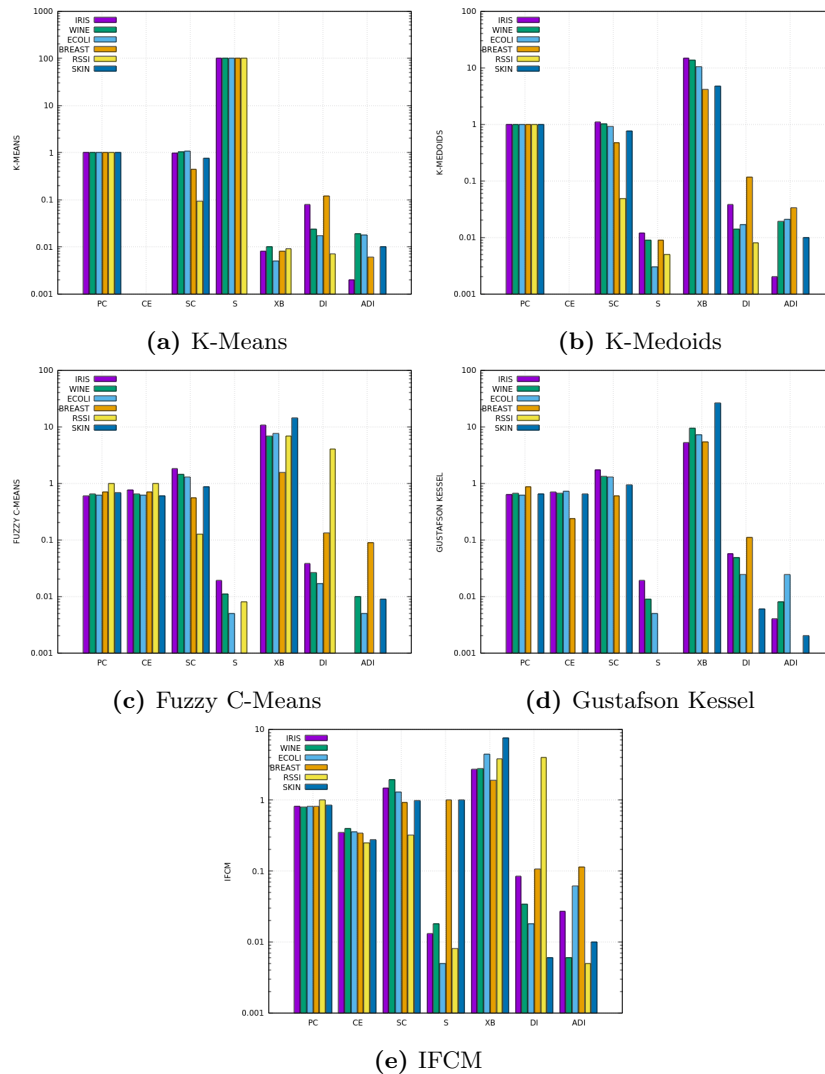 1000
100
10
1
0.1
0.01
0.001
K-MEANS
IRIS
WINE
ECOLI
BREAST
RSSI
SKIN
PC CE SC S XB DI ADI
(a) K-Means
100
10
1
0.1
0.01
0.001
K-MEDOIDS
IRIS
WINE
ECOLI
BREAST
RSSI
SKIN
PC CE SC S XB DI ADI
(b) K-Medoids
100
10
1
0.1
0.01
0.001
FUZZY C-MEANS
IRIS
WINE
ECOLI
BREAST
RSSI
SKIN
PC CE SC S XB DI ADI
(c) Fuzzy C-Means
100
10
1
0.1
0.01
0.001
GUSTAFSON KESSEL
IRIS
WINE
ECOLI
BREAST
RSSI
SKIN
PC CE SC S XB DI ADI
(d) Gustafson Kessel
10
1
0.1
0.01
0.001
IFCM
IRIS
WINE
ECOLI
BREAST
RSSI
SKIN
PC CE SC S XB DI ADI
(e) IFCM